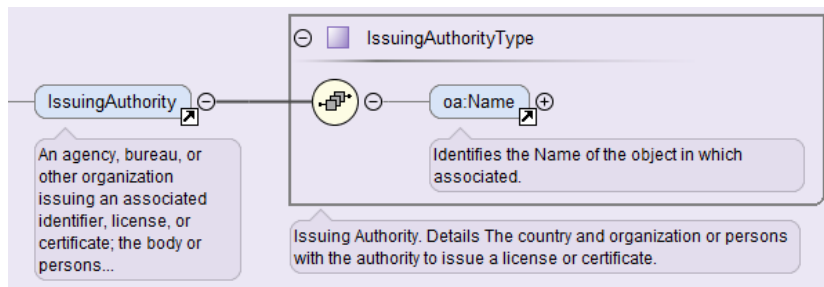 IssuingAuthorityType
IssuingAuthority
oa:Name
An agency, bureau, or
other organization
issuing an associated
identifier, license, or
certificate; the body or
persons...
Identifies the Name of the object in which
associated.
Issuing Authority. Details The country and organization or persons
with the authority to issue a license or certificate.